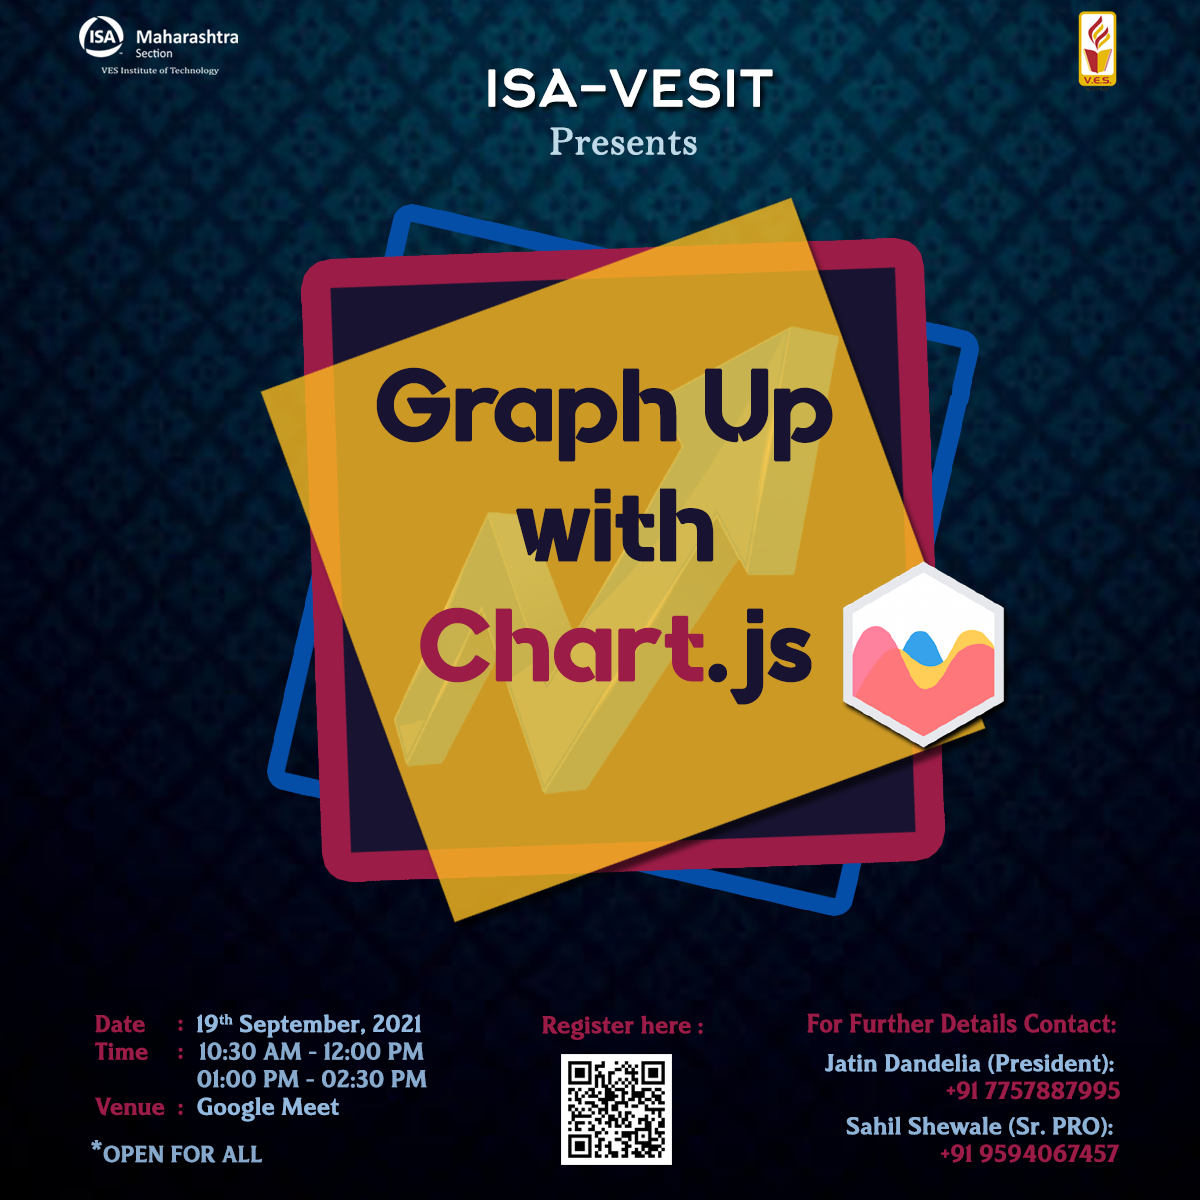 ISA Maharashtra
Section
VES Institute of Technology
V.E.S.
ISA-VESIT
Presents
Graph Up
with
Chart.js
Date : 19th September, 2021
Time : 10:30 AM - 12:00 PM
01:00 PM - 02:30 PM
Venue : Google Meet
*OPEN FOR ALL
Register here :
For Further Details Contact:
Jatin Dandelia (President):
+91 7757887995
Sahil Shewale (Sr. PRO):
+91 9594067457